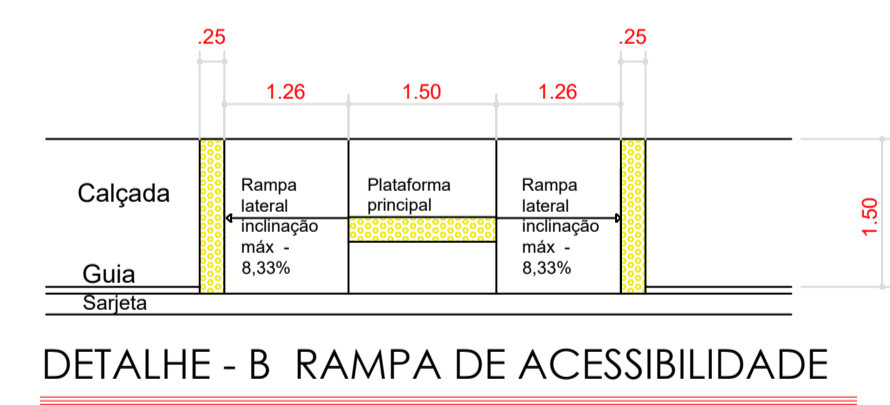 .25
.25
1.26
1.50
1.26
Calçada
Rampa
lateral
inclinação
máx -
8,33%
Plataforma
principal
Rampa
lateral
inclinação
máx -
8,33%
1.50
Guia
Sarjeta
DETALHE - B RAMPA DE ACESSIBILIDADE